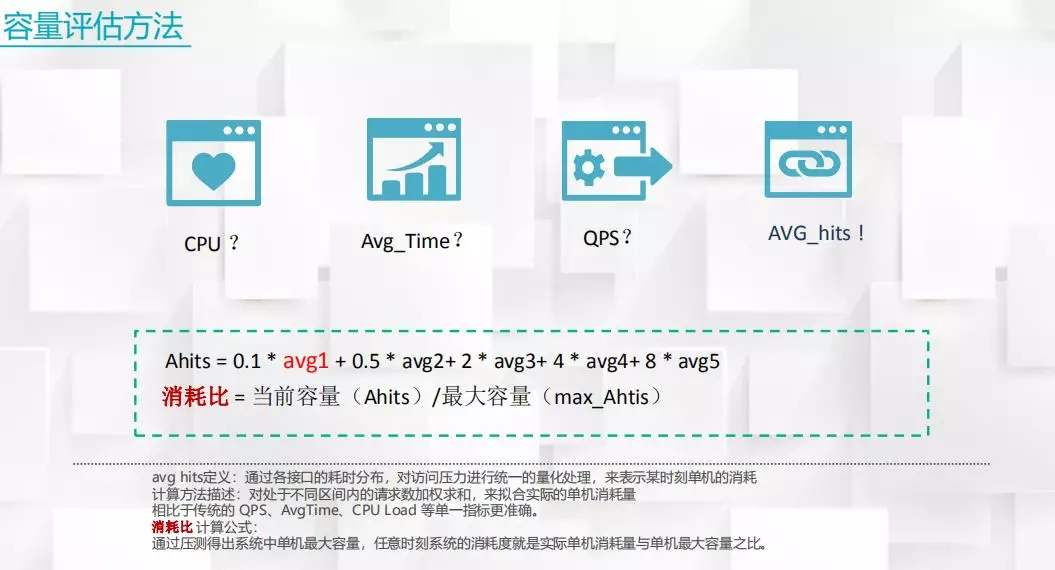 容量评估方法
CPU ？
Avg_Time？
QPS？
AVG_hits！
Ahits = 0.1 * avg1 + 0.5 * avg2+ 2 * avg3+ 4 * avg4+ 8 * avg5
消耗比 = 当前容量（Ahits）/最大容量（max_Ahtis）
avg hits定义：通过各接口的耗时分布，对访问压力进行统一的量化处理，来表示某时刻单机的消耗
计算方法描述：对处于不同区间内的请求数加权求和，来拟合实际的单机消耗量
相比于传统的 QPS、AvgTime、CPU Load 等单一指标更准确。
消耗比 计算公式：
通过压测得出系统中单机最大容量，任意时刻系统的消耗度就是实际单机消耗量与单机最大容量之比。